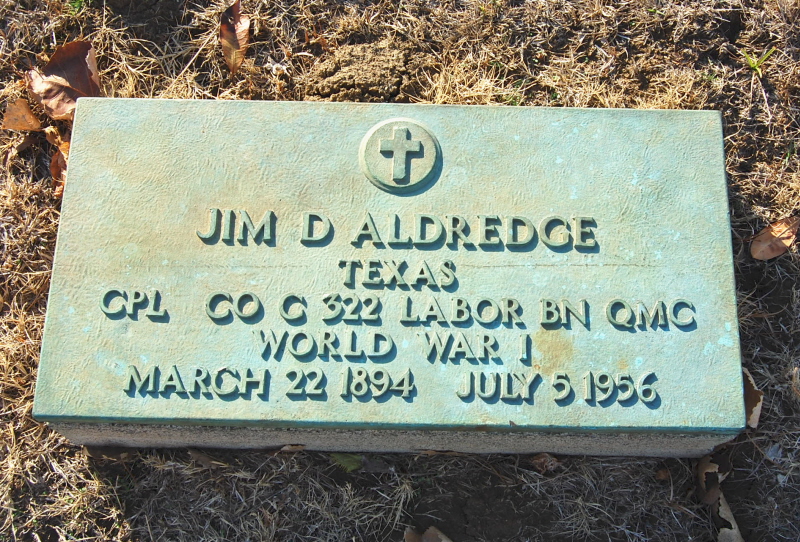 JIM D ALDREDGE
TEXAS
CPL CO C 322 LABOR BN QMC
WORLD WAR I
MARCH 22 1894 JULY 5 1956